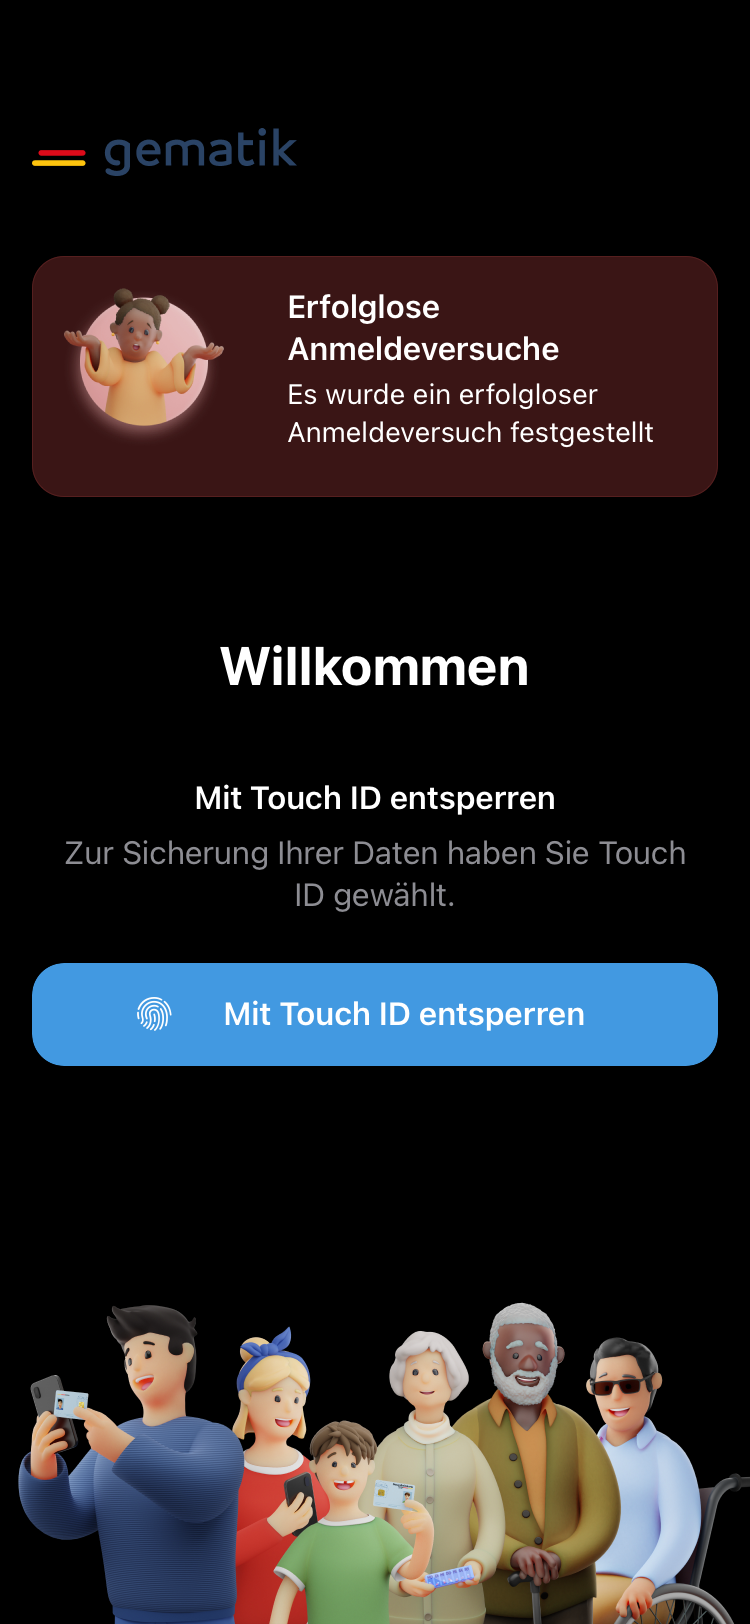 gematik
Erfolglose
Anmeldeversuche
Es wurde ein erfolgloser
Anmeldeversuch festgestellt
Willkommen
Mit Touch ID entsperren
Zur Sicherung Ihrer Daten haben Sie Touch
ID gewählt.
Mit Touch ID entsperren